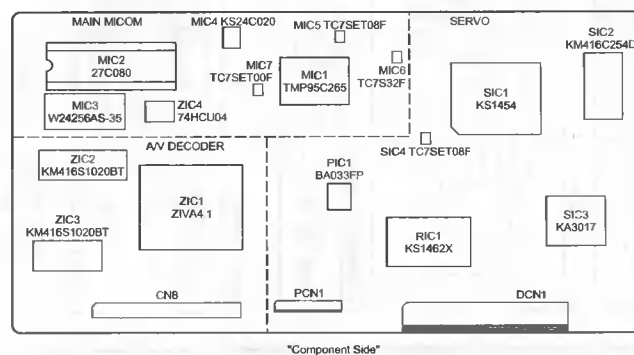 MAIN MICOM
MIC4 KS24C020
MIC5 TC7SET08F
SERVO
SIC2
KM416C254D
MIC2
27C080
MIC7
TC7SET00F
MIC1
TMP95C265
MIC6
TC7S32F
SIC1
KS1454
MIC3
W24256AS-35
ZIC4
74HCU04
A/V DECODER
SIC4 TC7SET08F
ZIC2
KM416S1020BT
PIC1
BA033FP
ZIC1
ZIVA4.1
ZIC3
KM416S1020BT
RIC1
KS1462X
SIC3
KA3017
CN8
PCN1
DCN1
"Component Side"